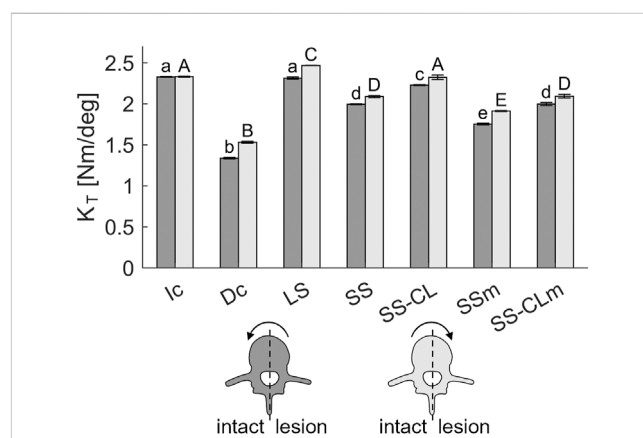 K_T [Nm/deg]
2.5
2
1.5
1
0.5
0
a A
b B
a C
d D
c A
e E
d D
Ic Dc LS SS SS-CL SSm SS-CLm
intact lesion intact lesion